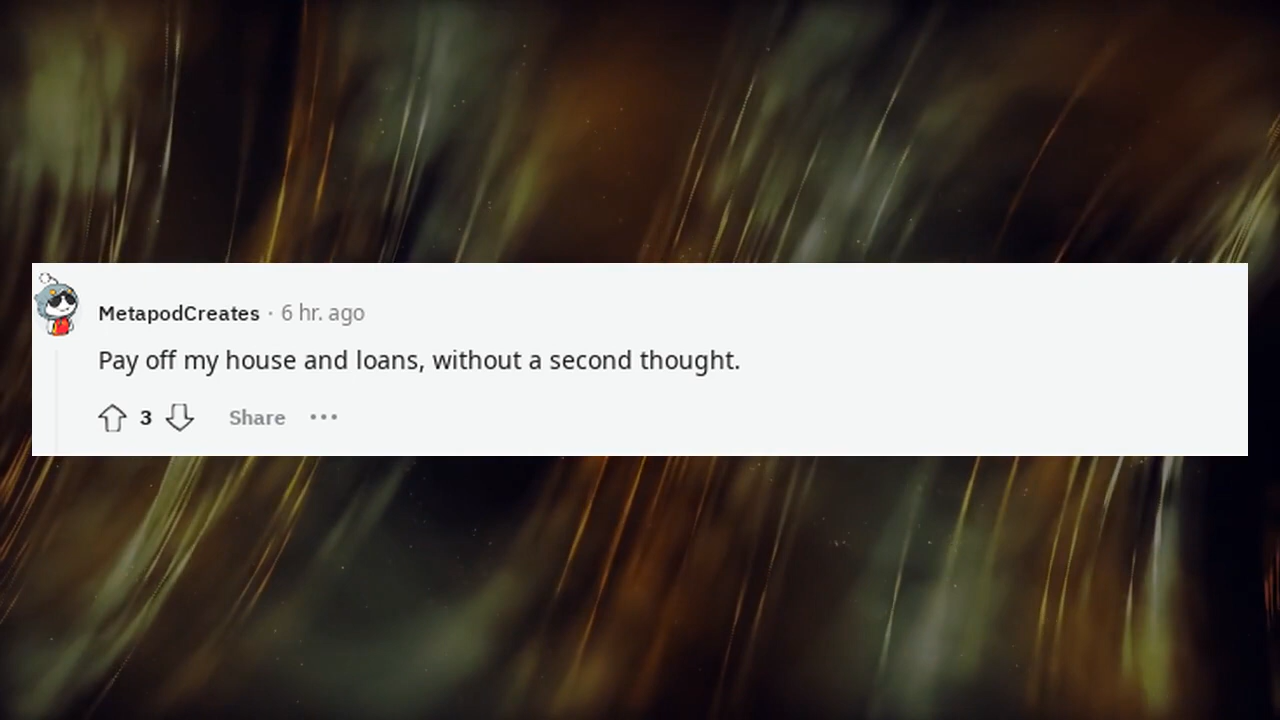 MetapodCreates · 6 hr. ago
Pay off my house and loans, without a second thought.
3 Share •••